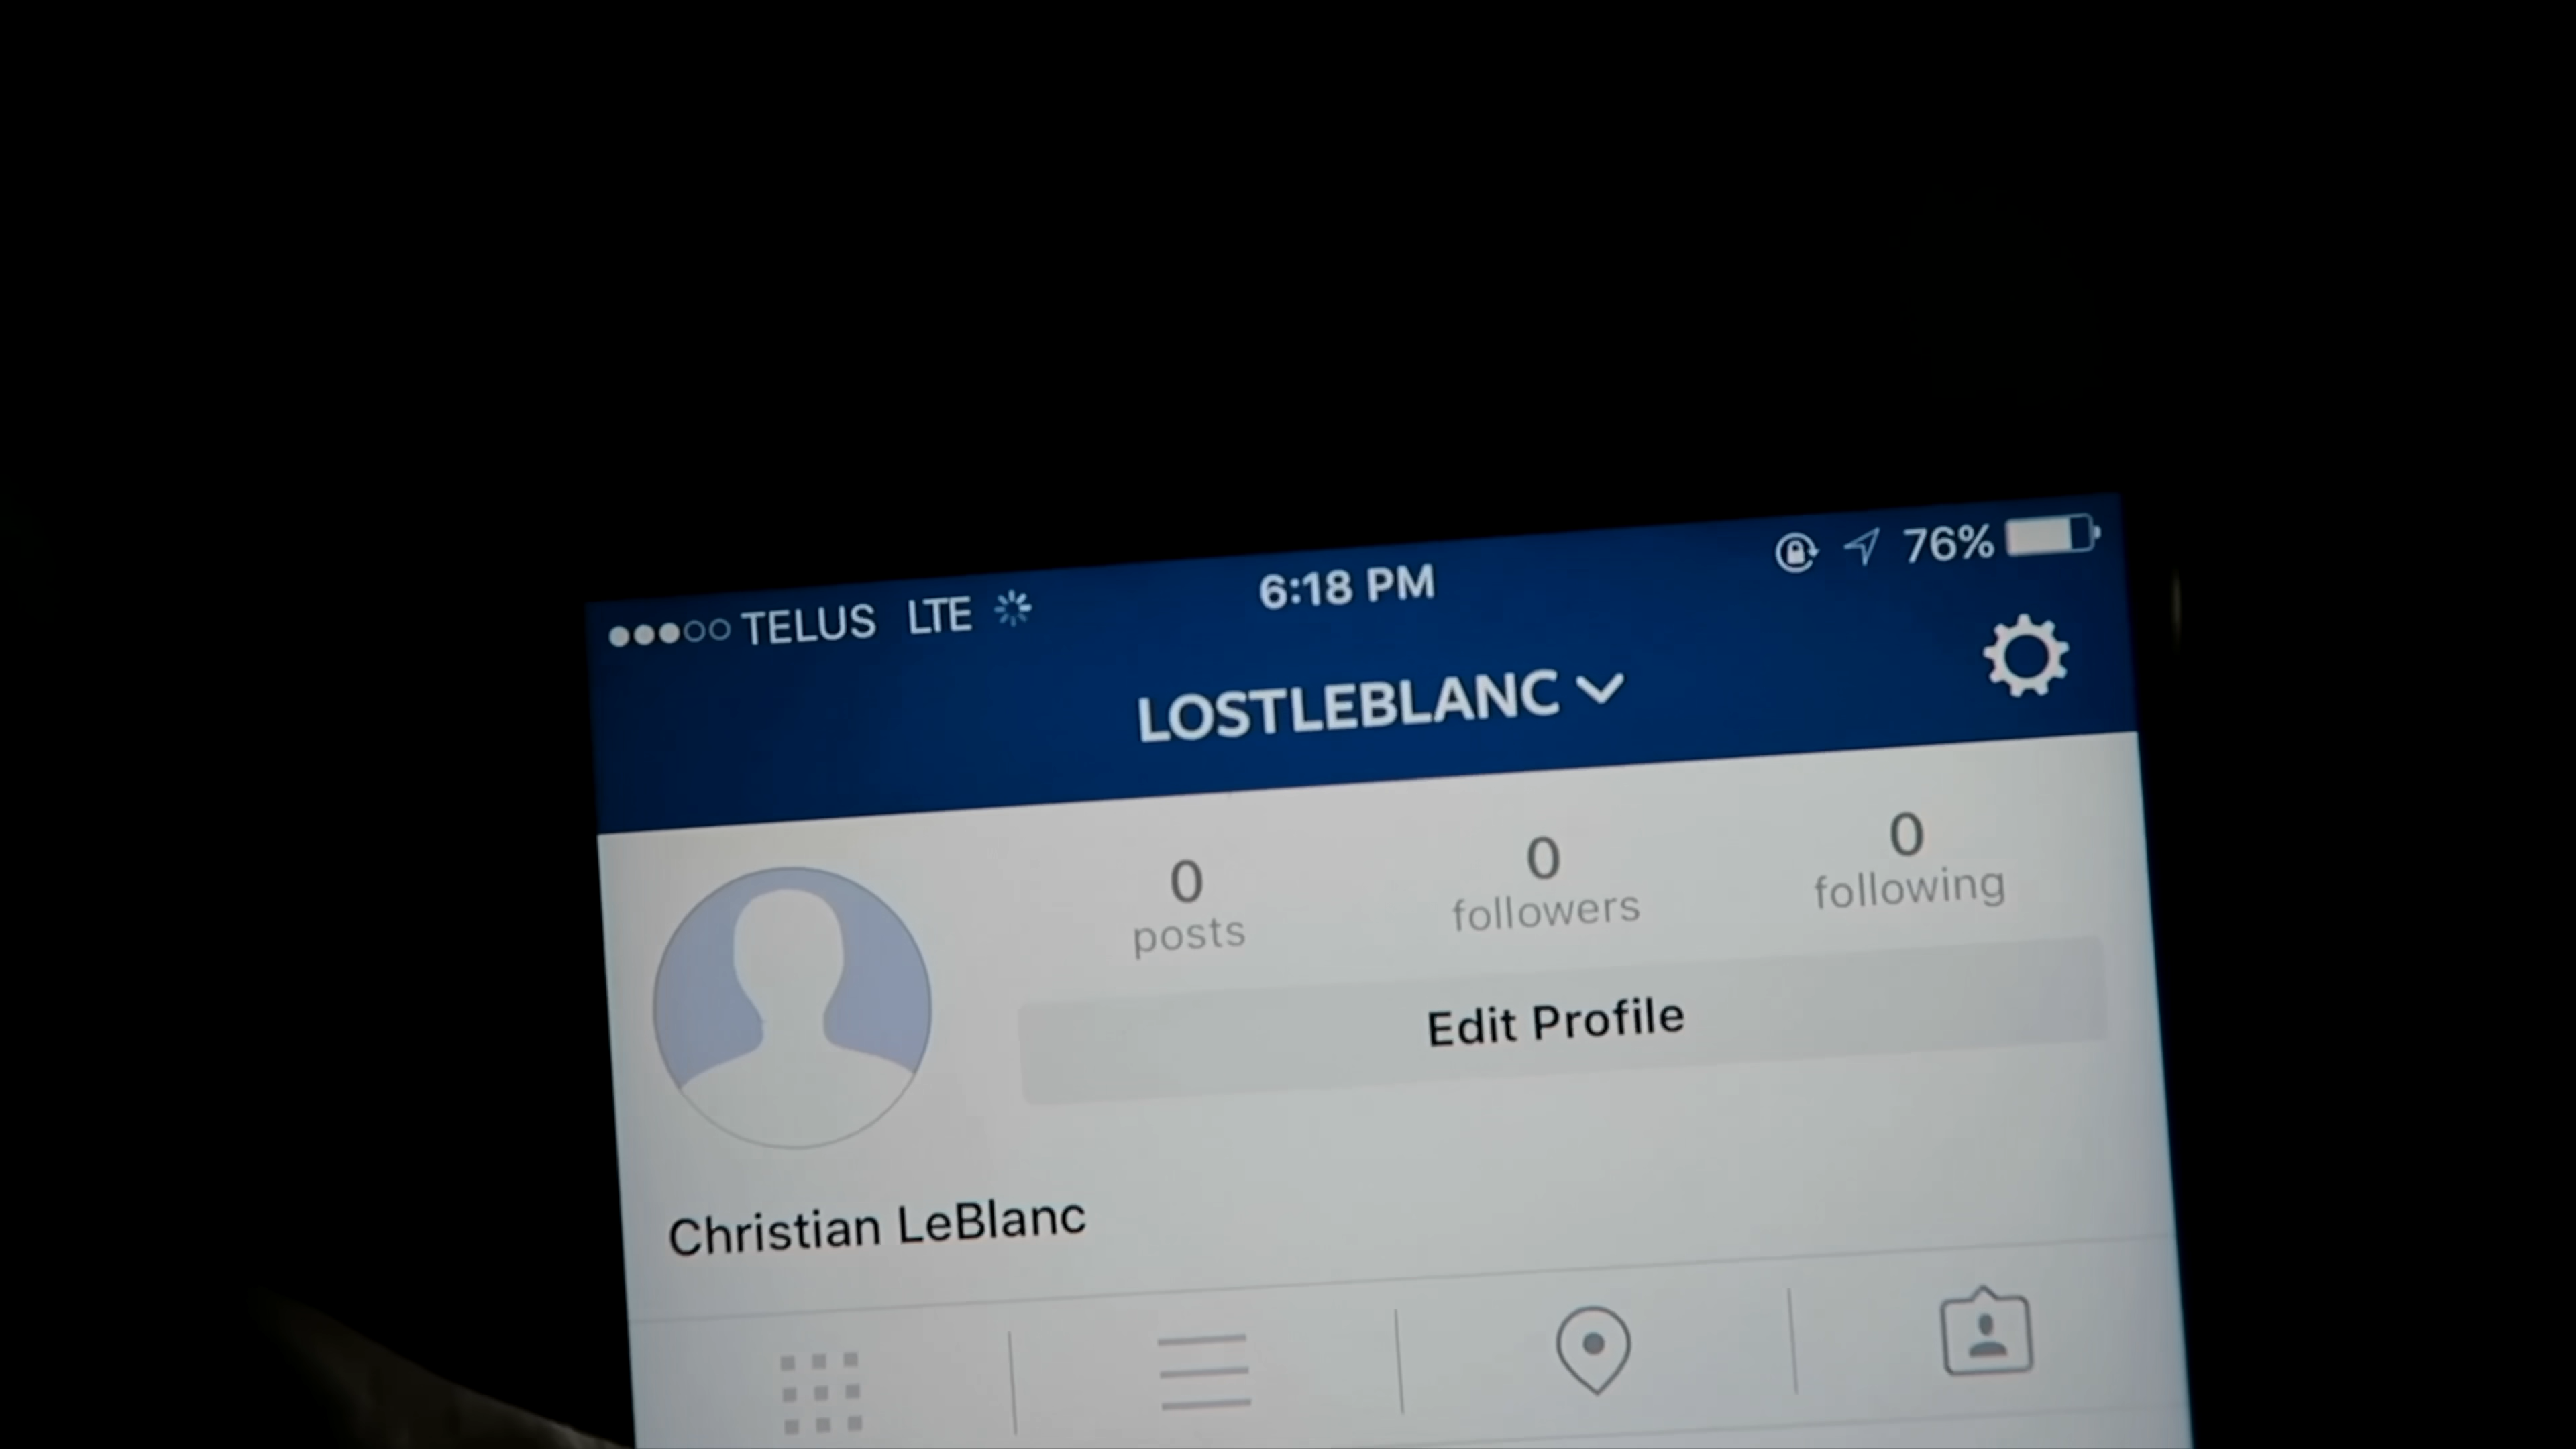 TELUS LTE 6:18 PM 76%
LOSTLEBLANC
0 0 0
posts followers following
Edit Profile
Christian LeBlanc